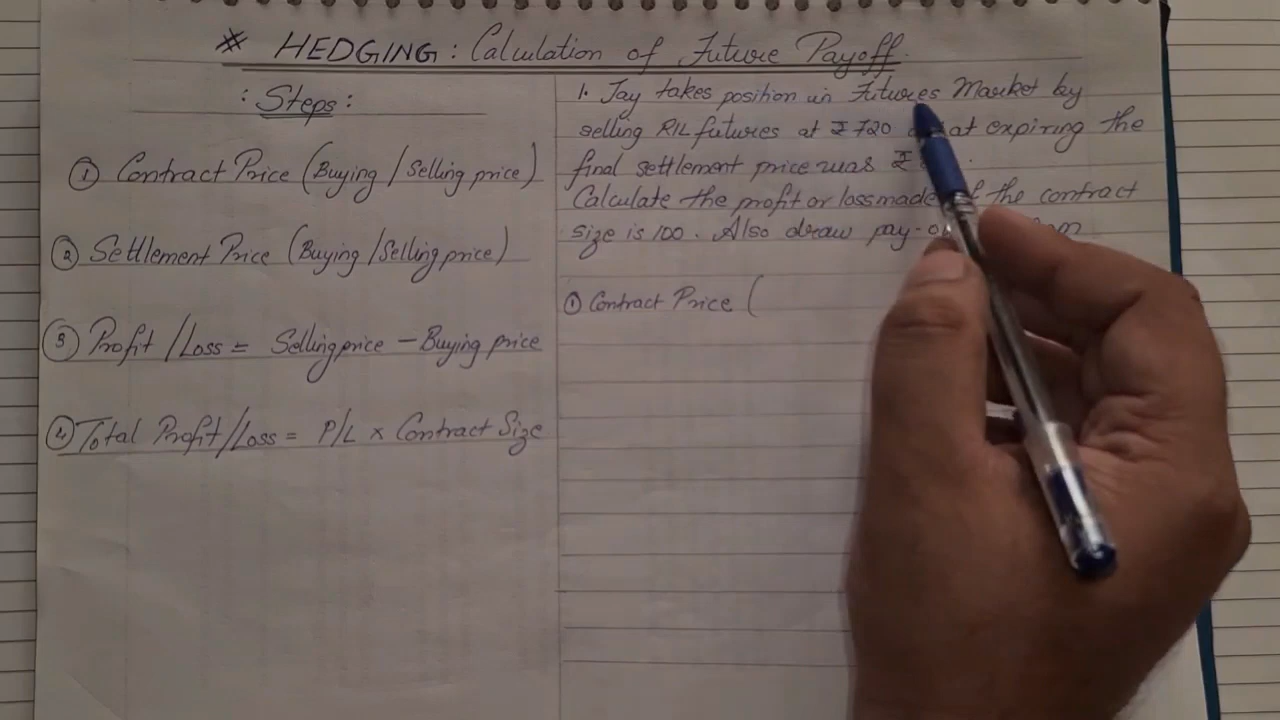 * HEDGING: Calculation of Future Payoff.
: Steps :
① Contract Price (Buying / Selling price)
② Settlement Price (Buying / Selling price)
③ Profit / Loss = Selling price - Buying price
④ Total Profit / Loss = P/L x Contract Size
1. Jay takes position in Futures Market by
selling RIL futures at ₹ 720 at expiring the
final settlement price was ₹
Calculate the profit or loss made the contract
size is 100. Also draw
① Contract Price (